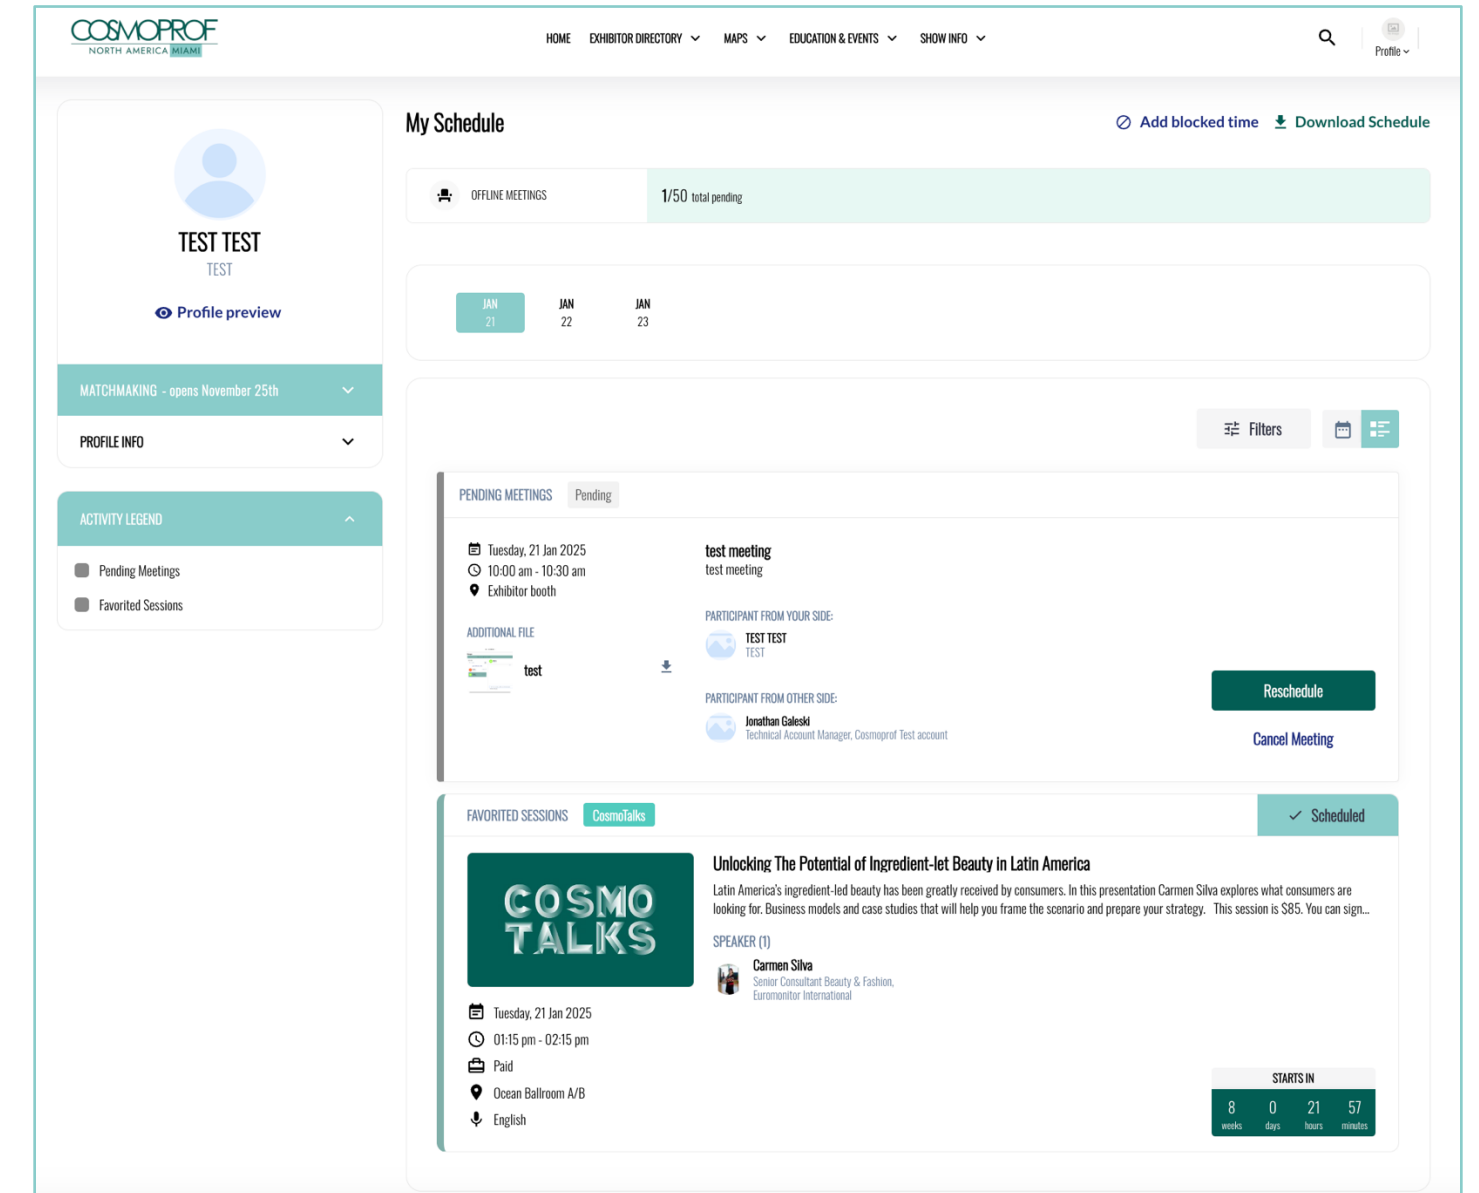 COSMOPROF
NORTH AMERICA MIAMI
HOME EXHIBITOR DIRECTORY MAPS EDUCATION & EVENTS SHOW INFO
Profile
TEST TEST
TEST
Profile preview
MATCHMAKING - opens November 25th
PROFILE INFO
ACTIVITY LEGEND
Pending Meetings
Favorited Sessions
My Schedule
Add blocked time Download Schedule
OFFLINE MEETINGS 1/50 total pending
JAN JAN JAN
21 22 23
Filters
PENDING MEETINGS Pending
Tuesday, 21 Jan 2025
10:00 am - 10:30 am
Exhibitor booth
ADDITIONAL FILE
test
test meeting
test meeting
PARTICIPANT FROM YOUR SIDE:
TEST TEST
TEST
PARTICIPANT FROM OTHER SIDE:
Jonathan Galeski
Technical Account Manager, Cosmoprof Test account
Reschedule
Cancel Meeting
FAVORITED SESSIONS CosmoTalks Scheduled
COSMO
TALKS
Tuesday, 21 Jan 2025
01:15 pm - 02:15 pm
Paid
Ocean Ballroom A/B
English
Unlocking The Potential of Ingredient-let Beauty in Latin America
Latin America's ingredient-led beauty has been greatly received by consumers. In this presentation Carmen Silva explores what consumers are
looking for. Business models and case studies that will help you frame the scenario and prepare your strategy. This session is $85. You can sign...
SPEAKER (1)
Carmen Silva
Senior Consultant Beauty & Fashion,
Euromonitor International
STARTS IN
8 0 21 57
weeks days hours minutes